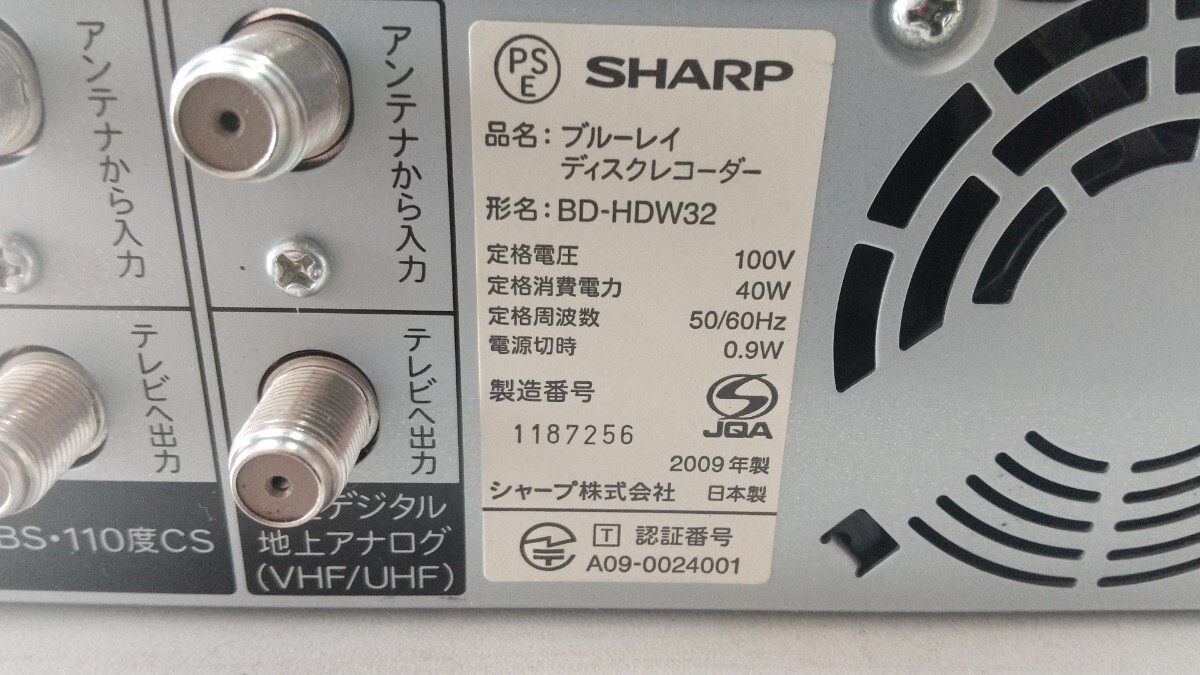 アンテナから入力
アンテナから入力
テレビへ出力
テレビへ出力
BS・110度CS
デジタル
地上アナログ
(VHF/UHF)
PSE
SHARP
品名：ブルーレイ
ディスクレコーダー
形名：BD-HDW32
定格電圧 100V
定格消費電力 40W
定格周波数 50/60Hz
電源切時 0.9W
製造番号
1187256
JQA
2009年製
シャープ株式会社 日本製
T 認証番号
A09-0024001